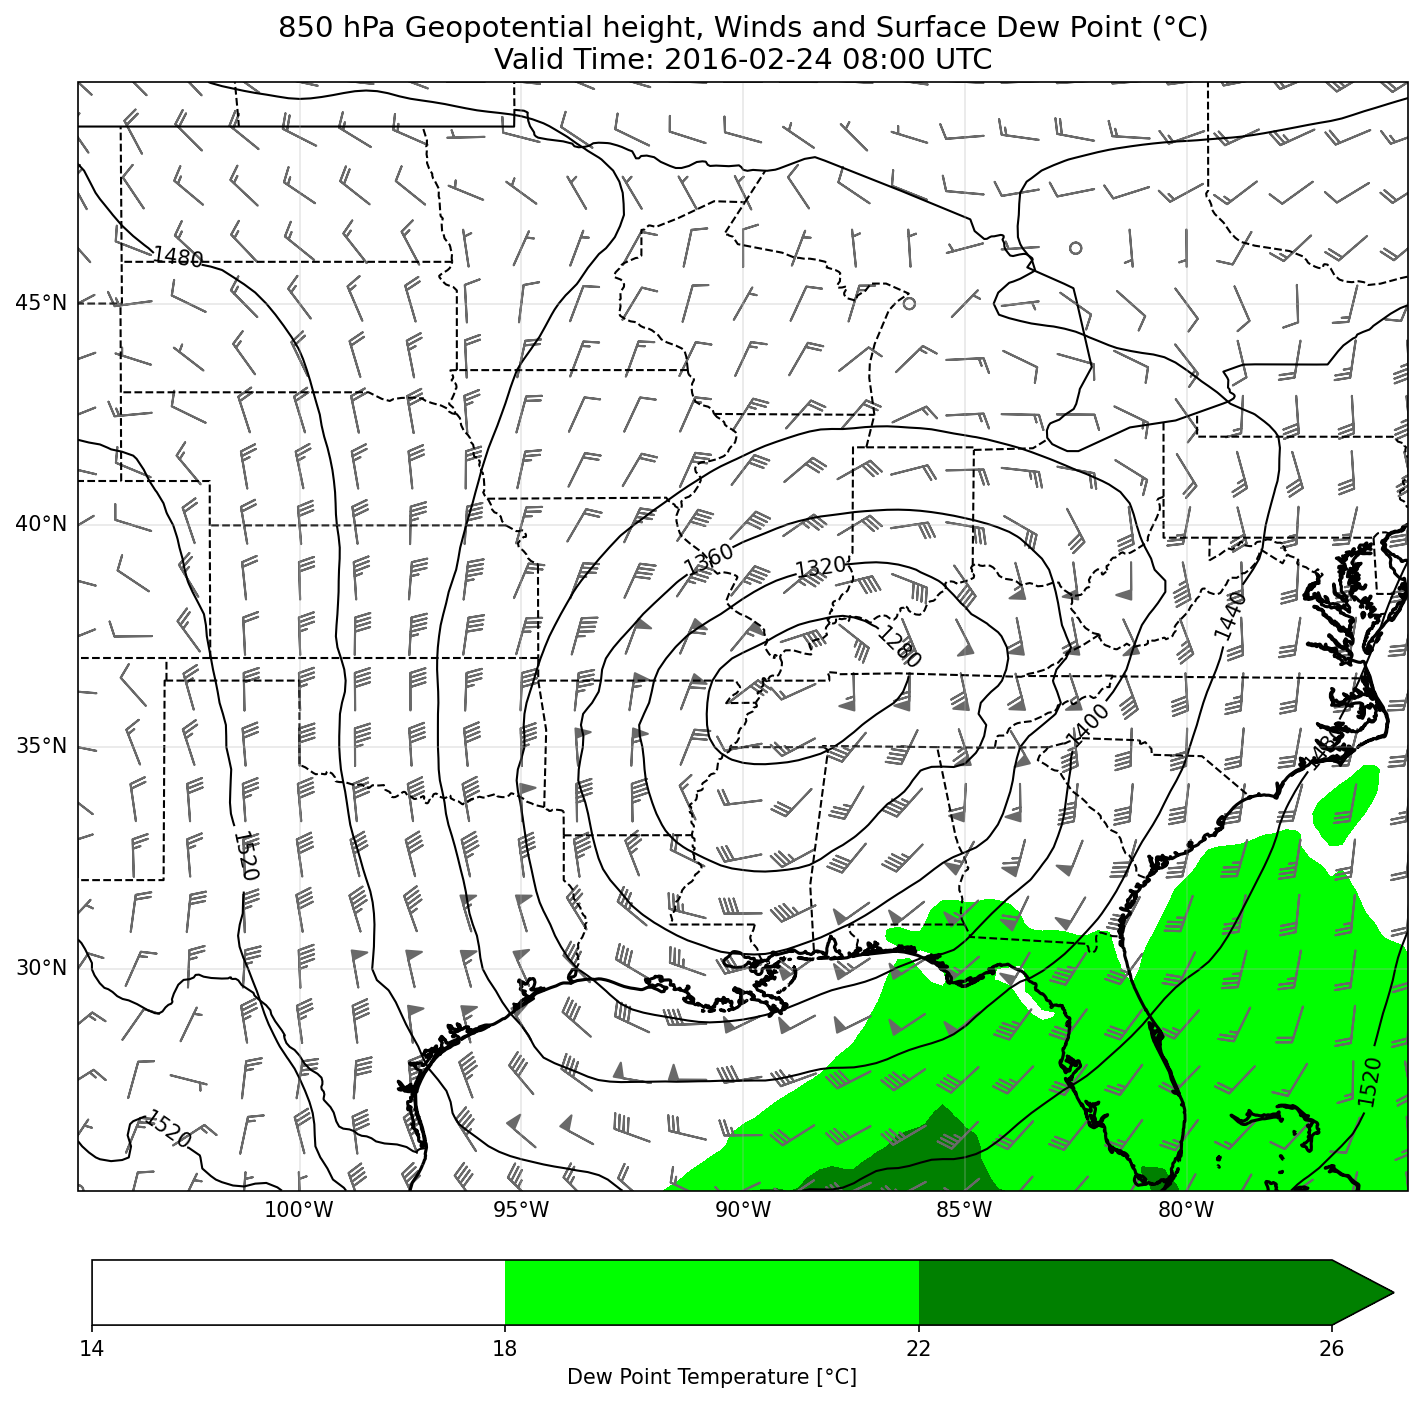 850 hPa Geopotential height, Winds and Surface Dew Point (°C)
Valid Time: 2016-02-24 08:00 UTC
1480
45°N
40°N
1360
1320
1440
1280
1400
35°N
1520
30°N
1520
1520
100°W
95°W
90°W
85°W
80°W
14
18
22
26
Dew Point Temperature [°C]